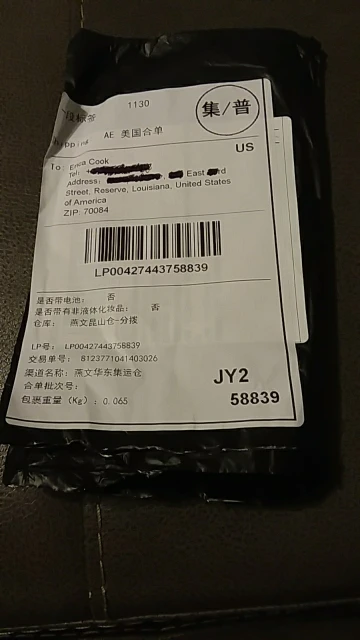 1130
集/普
AE 美国合单
US
To: Erica Cook
Tel:
Address: East
Street, Reserve, Louisiana, United States
of America
ZIP: 70084
LP00427443758839
是否带电池: 否
是否带有非液体化妆品: 否
仓库: 燕文昆山仓-分拨
LP号: LP00427443758839
交易单号: 8123771041403026
渠道名称: 燕文华东集运仓
合单批次号:
包裹重量 (Kg): 0.065
JY2
58839